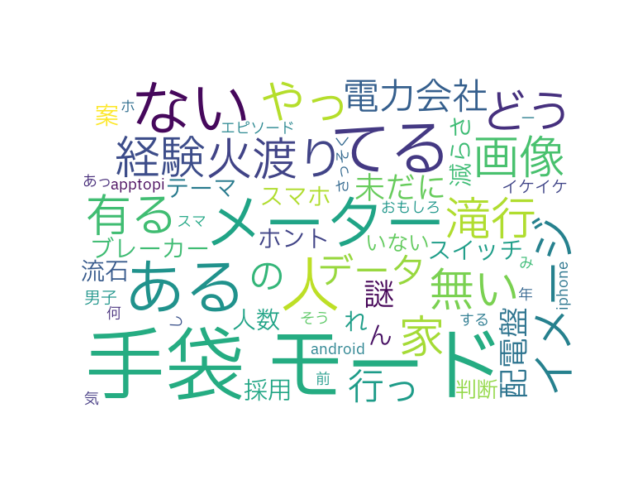 ない
やっ
電力会社
どう
案
ホ
エピソード
ー
経験
火渡り
てる
さっそく
減らさ
画像
あっ
apptopi
テーマ
スマホ
未だに
イケイケ
有る
スマ
メーター
おもしろ
滝行
ブレーカー
ホント
いない
スイッチ
イメージ
流石
ある
の
人
データ
無い
み
iphone
男子
何
し
人数
そう
謎
れ
ん
家
する
年
配電盤
手袋 モード
android
気
採用
前
行っ
判断